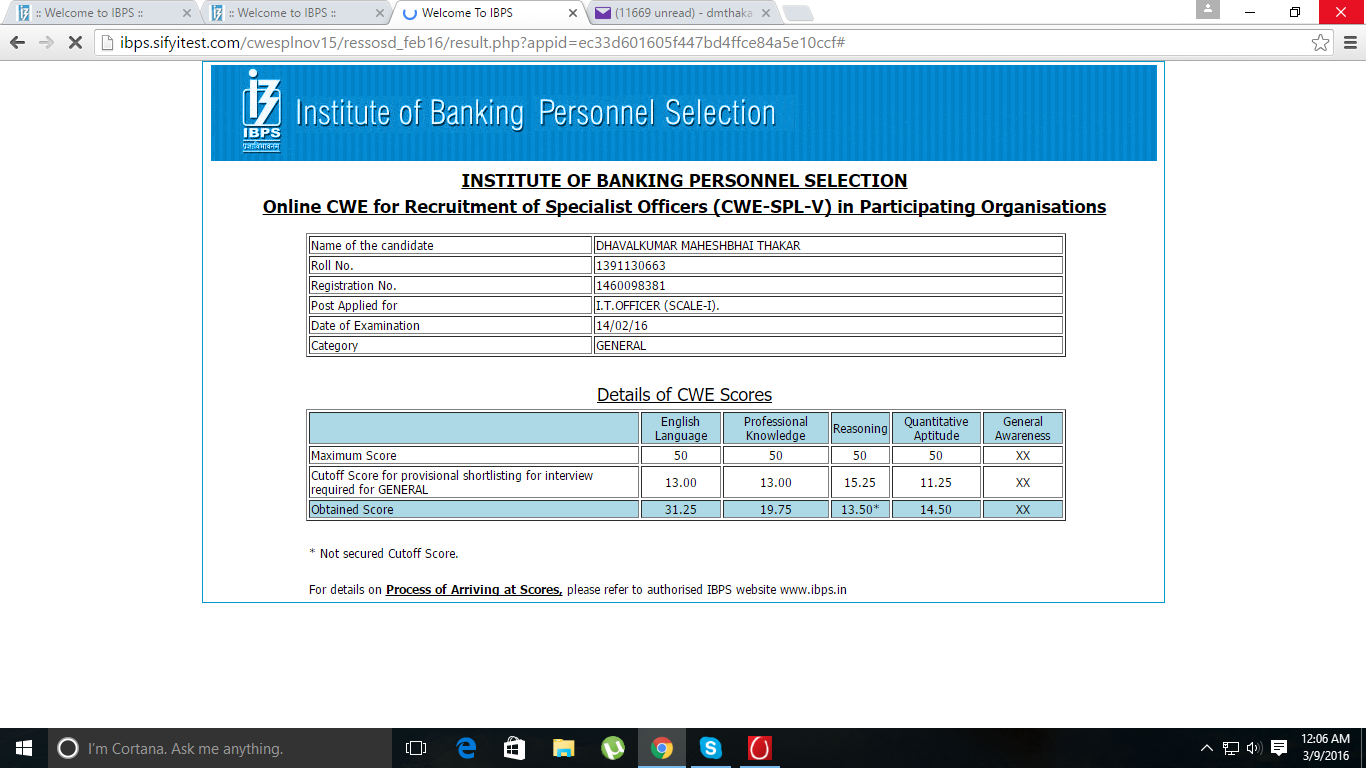 :: Welcome to IBPS ::
:: Welcome to IBPS ::
Welcome To IBPS
(11669 unread) - dmthaka
ibps.sifyitest.com/cwesplnov15/ressosd_feb16/result.php?appid=ec33d601605f447bd4ffce84a5e10ccf#
IBPS
प्रज्ञाविभावनम्
Institute of Banking Personnel Selection
INSTITUTE OF BANKING PERSONNEL SELECTION
Online CWE for Recruitment of Specialist Officers (CWE-SPL-V) in Participating Organisations
Name of the candidate DHAVALKUMAR MAHESHBHAI THAKAR
Roll No. 1391130663
Registration No. 1460098381
Post Applied for I.T.OFFICER (SCALE-I).
Date of Examination 14/02/16
Category GENERAL
Details of CWE Scores
English Language Professional Knowledge Reasoning Quantitative Aptitude General Awareness
Maximum Score 50 50 50 50 XX
Cutoff Score for provisional shortlisting for interview required for GENERAL 13.00 13.00 15.25 11.25 XX
Obtained Score 31.25 19.75 13.50* 14.50 XX
* Not secured Cutoff Score.
For details on Process of Arriving at Scores, please refer to authorised IBPS website www.ibps.in
I'm Cortana. Ask me anything.
12:06 AM
3/9/2016